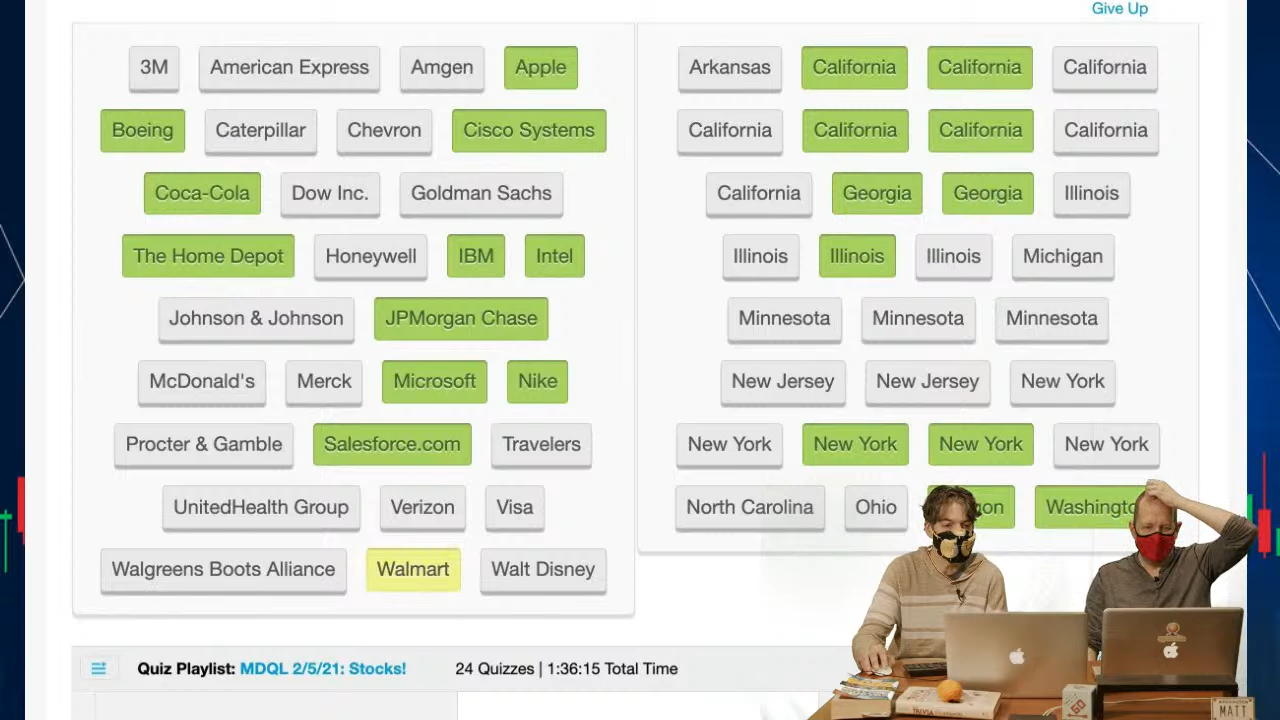 Give Up
3M American Express Amgen Apple
Boeing Caterpillar Chevron Cisco Systems
Coca-Cola Dow Inc. Goldman Sachs
The Home Depot Honeywell IBM Intel
Johnson & Johnson JPMorgan Chase
McDonald's Merck Microsoft Nike
Procter & Gamble Salesforce.com Travelers
UnitedHealth Group Verizon Visa
Walgreens Boots Alliance Walmart Walt Disney
Arkansas California California California
California California California California
California Georgia Georgia Illinois
Illinois Illinois Illinois Michigan
Minnesota Minnesota Minnesota
New Jersey New Jersey New York
New York New York New York New York
North Carolina Ohio gon Washingto
Quiz Playlist: MDQL 2/5/21: Stocks! 24 Quizzes | 1:36:15 Total Time
TRIVIA
MATT